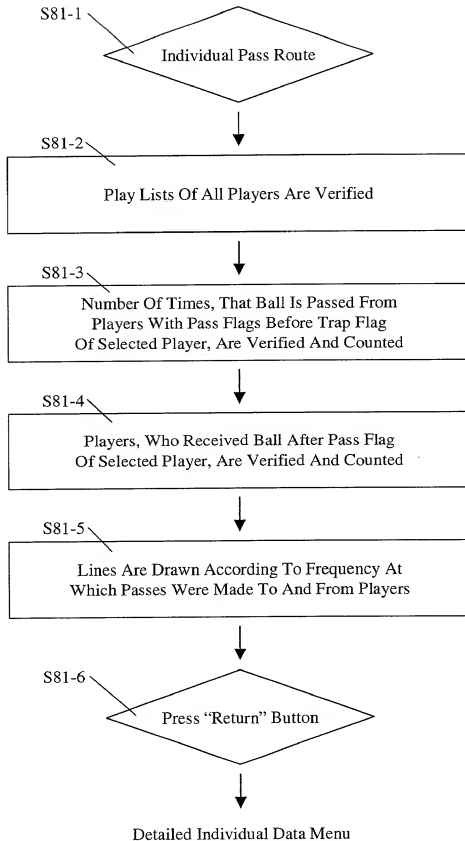 S81-1
Individual Pass Route
S81-2
Play Lists Of All Players Are Verified
S81-3
Number Of Times, That Ball Is Passed From
Players With Pass Flags Before Trap Flag
Of Selected Player, Are Verified And Counted
S81-4
Players, Who Received Ball After Pass Flag
Of Selected Player, Are Verified And Counted
S81-5
Lines Are Drawn According To Frequency At
Which Passes Were Made To And From Players
S81-6
Press “Return” Button
Detailed Individual Data Menu